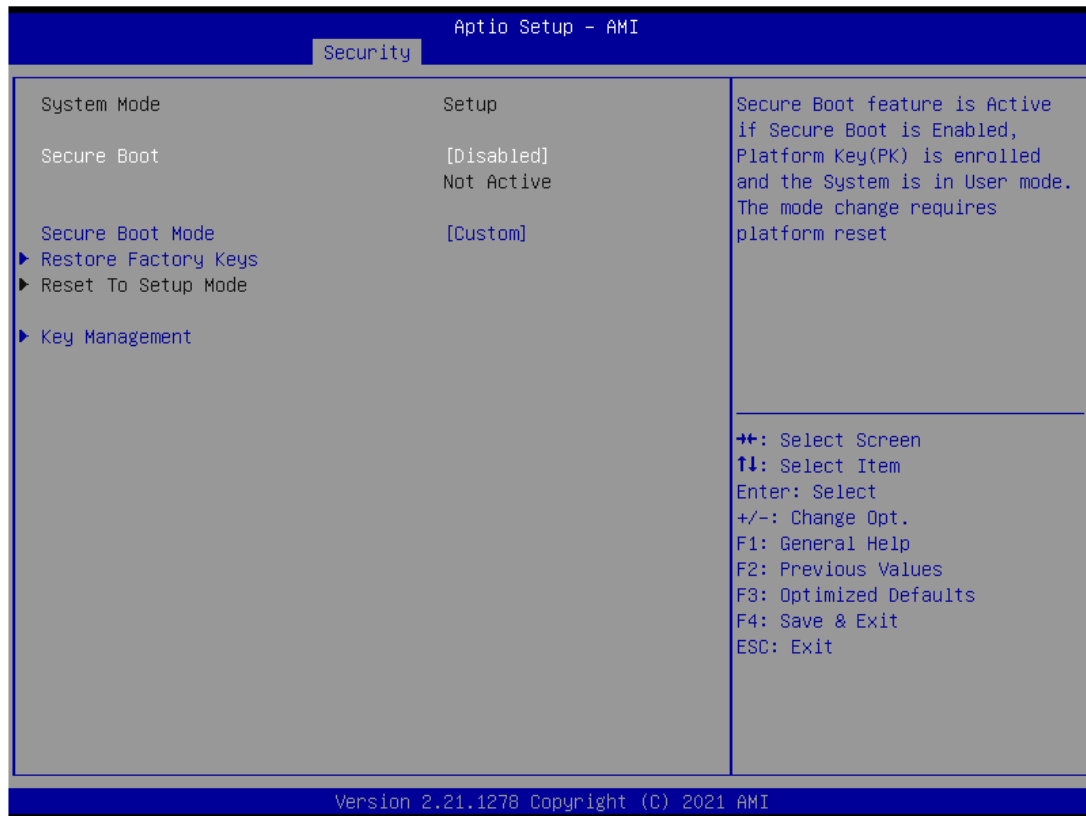 Aptio Setup – AMI
Security
System Mode Setup
Secure Boot [Disabled]
Not Active
Secure Boot Mode [Custom]
Restore Factory Keys
Reset To Setup Mode
Key Management
Secure Boot feature is Active
if Secure Boot is Enabled,
Platform Key(PK) is enrolled
and the System is in User mode.
The mode change requires
platform reset
→←: Select Screen
↑↓: Select Item
Enter: Select
+/-: Change Opt.
F1: General Help
F2: Previous Values
F3: Optimized Defaults
F4: Save & Exit
ESC: Exit
Version 2.21.1278 Copyright (C) 2021 AMI